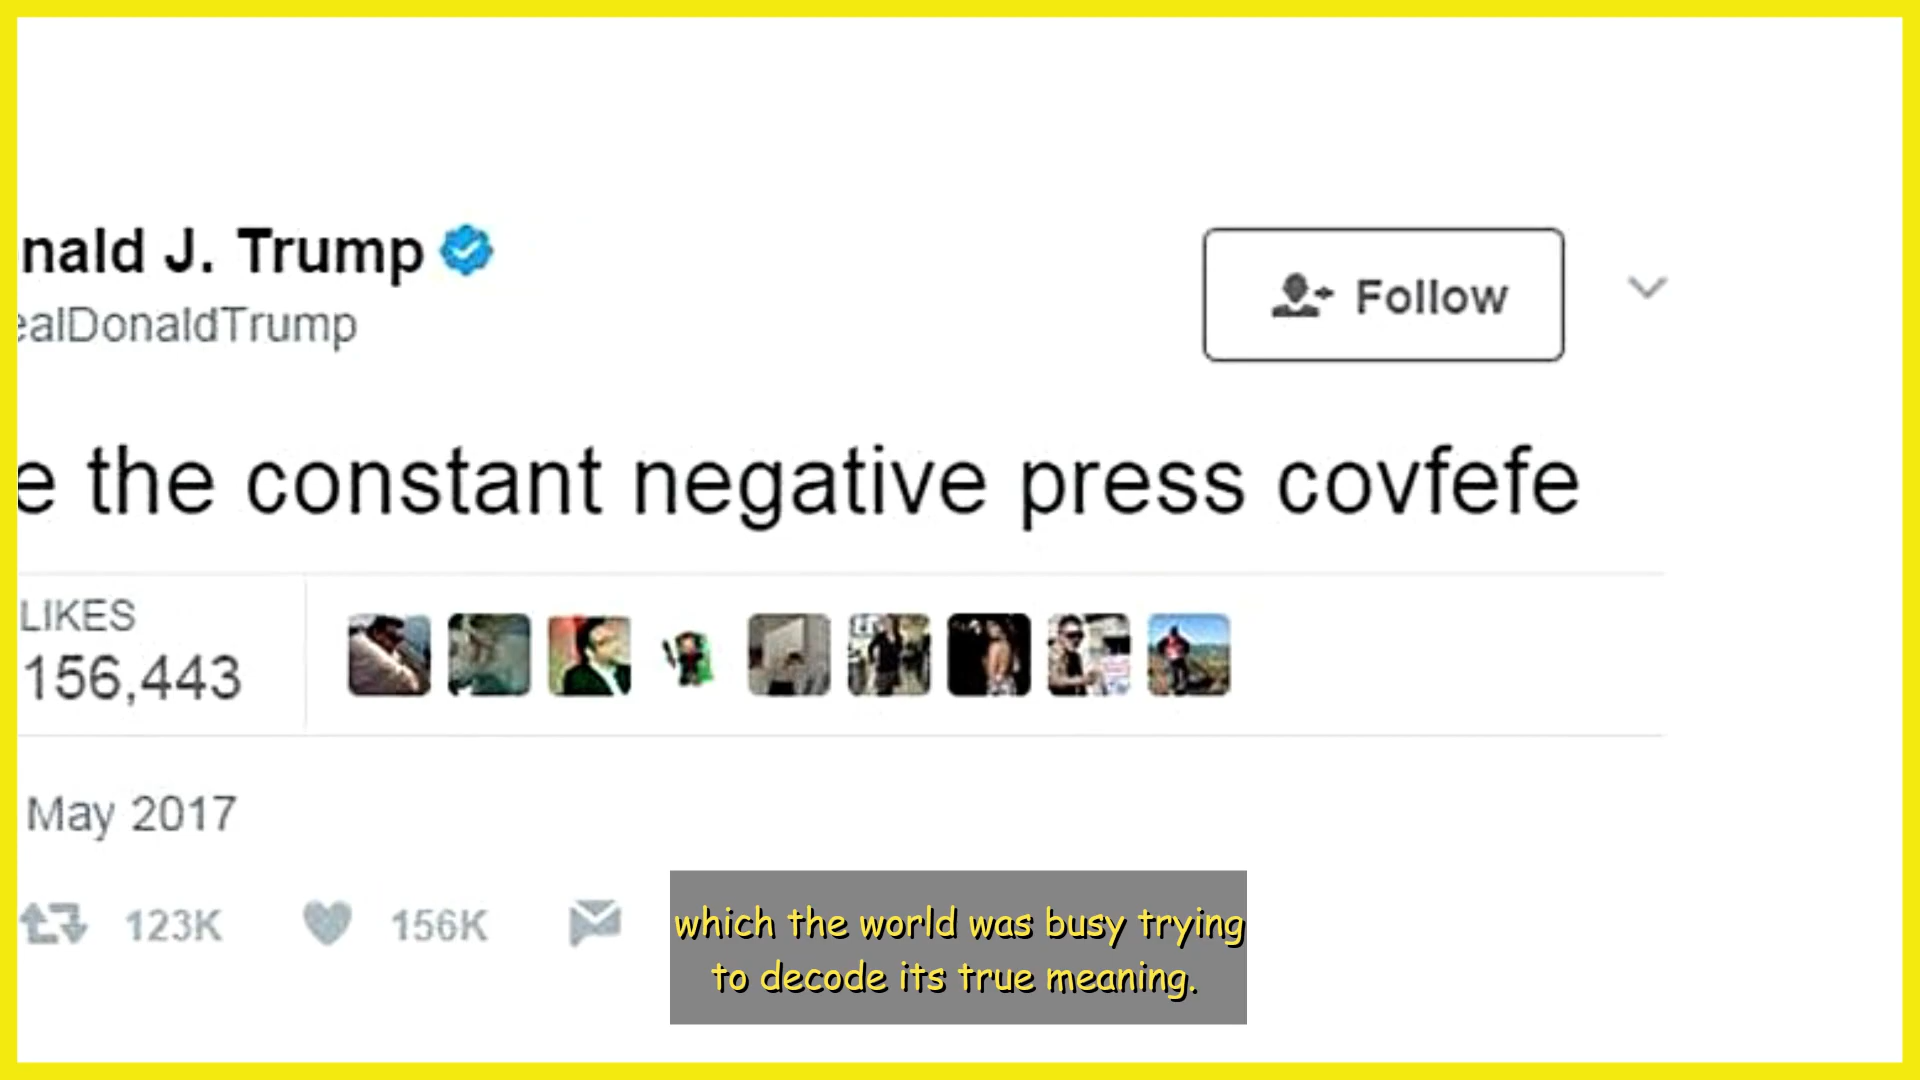 nald J. Trump
ealDonaldTrump
Follow
e the constant negative press covfefe
LIKES
156,443
May 2017
123K
156K
which the world was busy trying
to decode its true meaning.